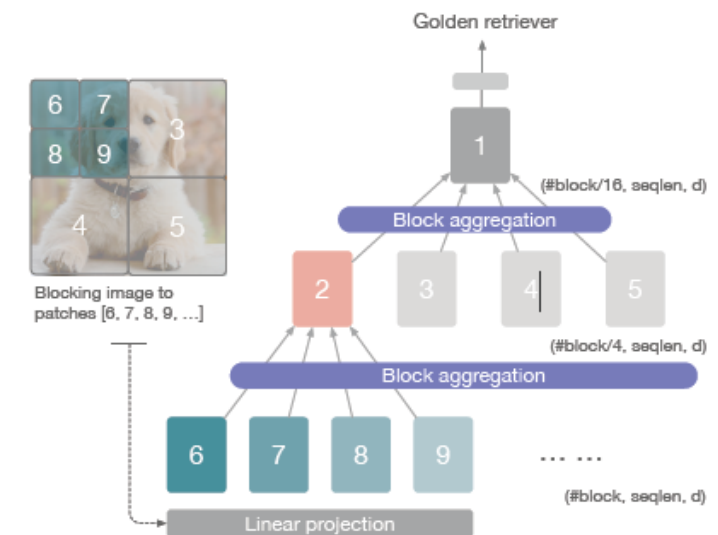 Golden retriever
6 7
3
8 9
4 5
Blocking image to
patches [6, 7, 8, 9, ...]
1
(#block/16, seqlen, d)
Block aggregation
2 3 4 5
(#block/4, seqlen, d)
Block aggregation
6 7 8 9 ... ...
(#block, seqlen, d)
Linear projection